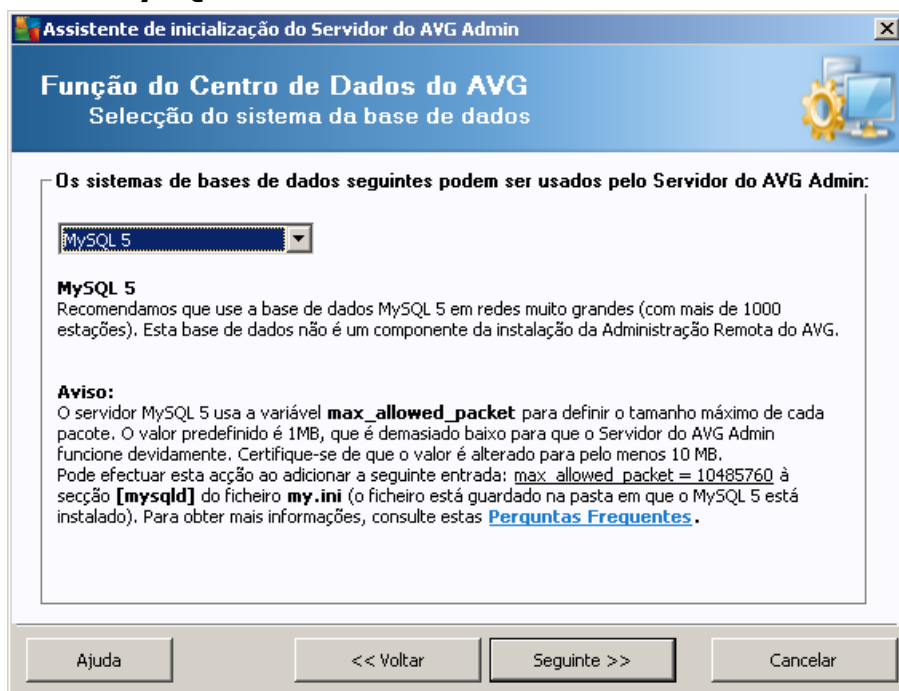 Assistente de inicialização do Servidor do AVG Admin
Função do Centro de Dados do AVG
Selecção do sistema da base de dados
Os sistemas de bases de dados seguintes podem ser usados pelo Servidor do AVG Admin:
MySQL 5
MySQL 5
Recomendamos que use a base de dados MySQL 5 em redes muito grandes (com mais de 1000
estações). Esta base de dados não é um componente da instalação da Administração Remota do AVG.
Aviso:
O servidor MySQL 5 usa a variável max_allowed_packet para definir o tamanho máximo de cada
pacote. O valor predefinido é 1MB, que é demasiado baixo para que o Servidor do AVG Admin
funcione devidamente. Certifique-se de que o valor é alterado para pelo menos 10 MB.
Pode efectuar esta acção ao adicionar a seguinte entrada: max_allowed_packet = 10485760 à
secção [mysqld] do ficheiro my.ini (o ficheiro está guardado na pasta em que o MySQL 5 está
instalado). Para obter mais informações, consulte estas Perguntas Frequentes.
Ajuda
<< Voltar
Seguinte >>
Cancelar